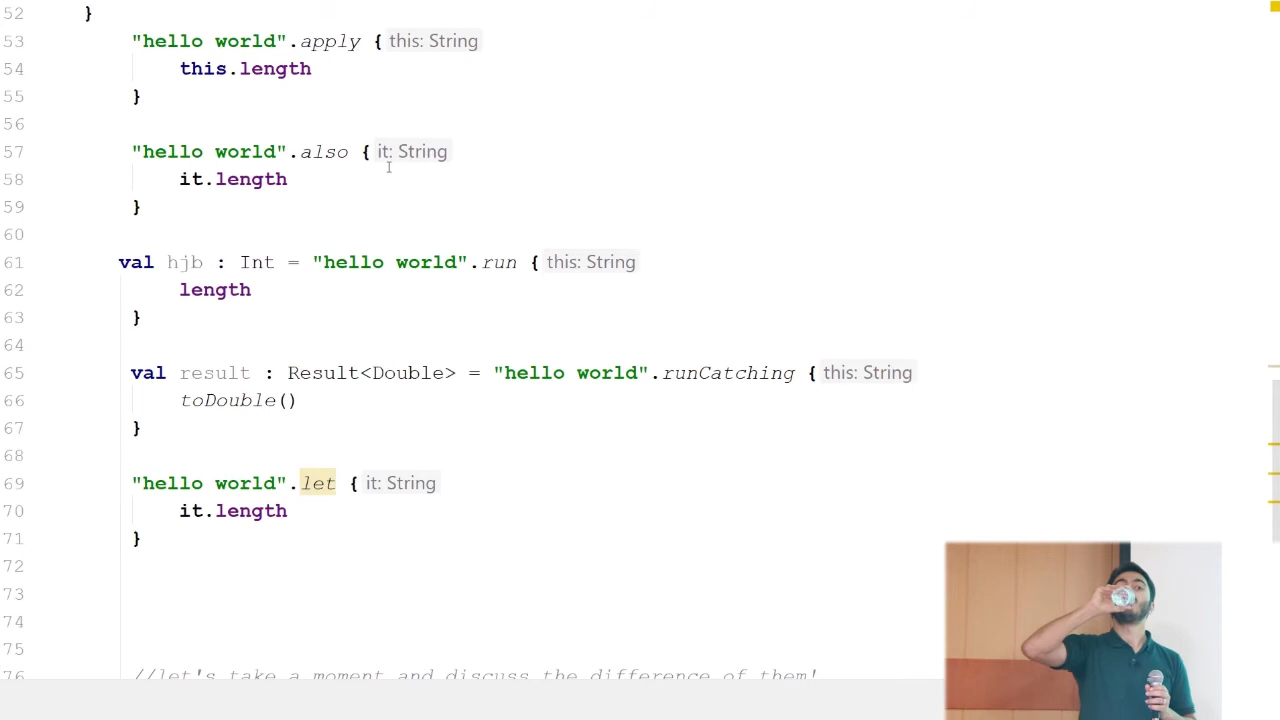 52 }
53 "hello world".apply { this: String
54 this.length
55 }
56
57 "hello world".also { it: String
58 it.length
59 }
60
61 val hjb : Int = "hello world".run { this: String
62 length
63 }
64
65 val result : Result<Double> = "hello world".runCatching { this: String
66 toDouble()
67 }
68
69 "hello world".let { it: String
70 it.length
71 }
72
73
74
75
76 //let's take a moment and discuss the difference of them!